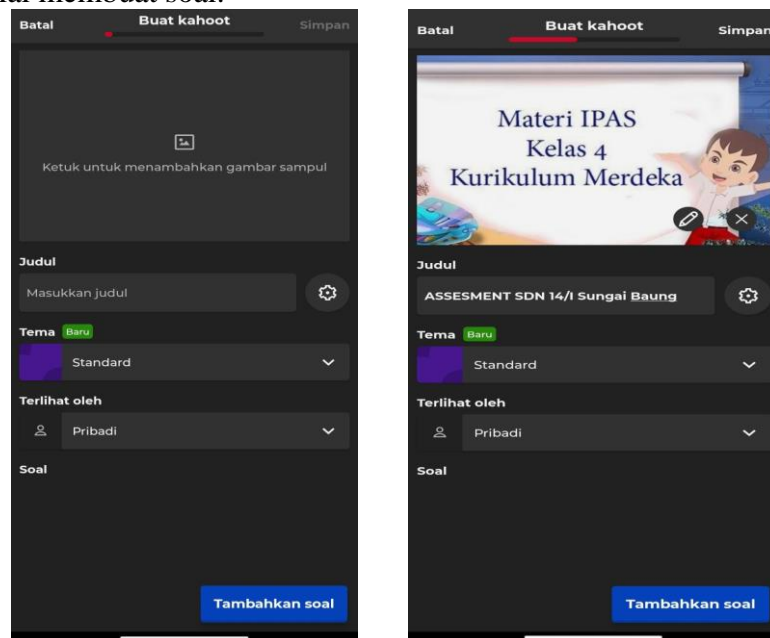 membuat soal.
Batal Buat kahoot Simpan
Ketuk untuk menambahkan gambar sampul
Judul
Masukkan judul
Tema Baru
Standard
Terlihat oleh
Pribadi
Soal
Tambahkan soal
Batal Buat kahoot Simpan
Materi IPAS
Kelas 4
Kurikulum Merdeka
Judul
ASSESMENT SDN 14/I Sungai Baung
Tema Baru
Standard
Terlihat oleh
Pribadi
Soal
Tambahkan soal